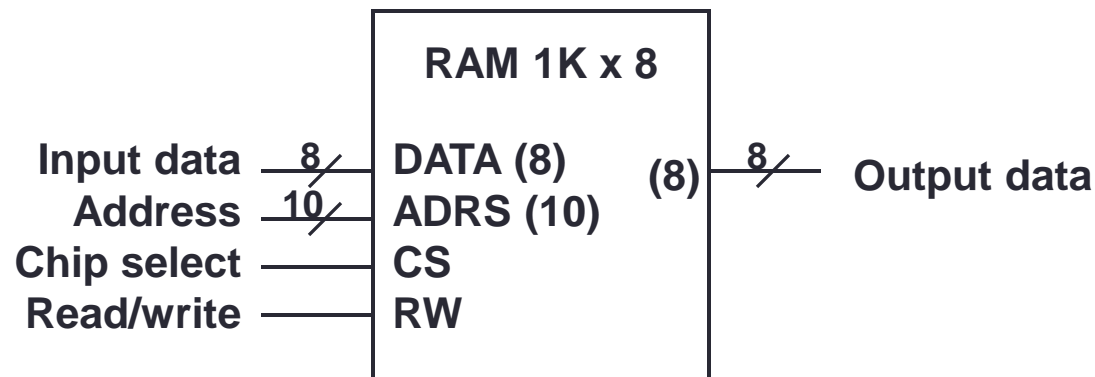 RAM 1K x 8
Input data 8 DATA (8) (8) 8 Output data
Address 10 ADRS (10)
Chip select CS
Read/write RW